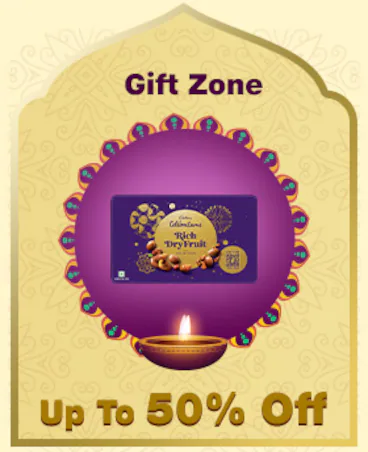 Gift Zone
Cadbury
Celebrations
Rich
Dry Fruit
Up To 50% Off